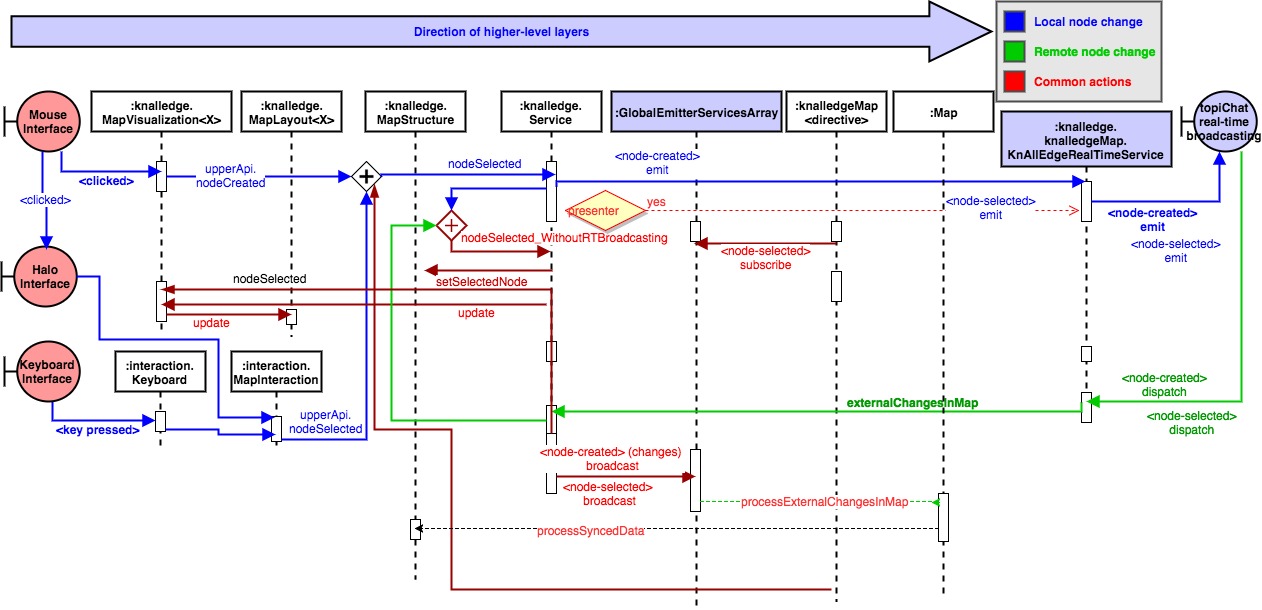 Direction of higher-level layers
Local node change
Remote node change
Common actions
Mouse
Interface
:knalledge.
MapVisualization<X>
:knalledge.
MapLayout<X>
:knalledge.
MapStructure
:knalledge.
Service
:GlobalEmitterServicesArray
:knalledgeMap
<directive>
:Map
:knalledge.
knalledgeMap.
KnAllEdgeRealTimeService
topiChat
real-time
broadcasting
<clicked>
<clicked>
upperApi.
nodeCreated
nodeSelected
<node-created>
emit
presenter
yes
<node-selected>
emit
<node-created>
emit
<node-selected>
emit
nodeSelected_WithoutRTBroadcasting
<node-selected>
subscribe
Halo
Interface
nodeSelected
setSelectedNode
update
update
Keyboard
interface
:interaction.
Keyboard
:interaction.
MapInteraction
<key pressed>
upperApi.
nodeSelected
externalChangesInMap
<node-created>
dispatch
<node-selected>
dispatch
<node-created> (changes)
broadcast
<node-selected>
broadcast
processExternalChangesInMap
processSyncedData